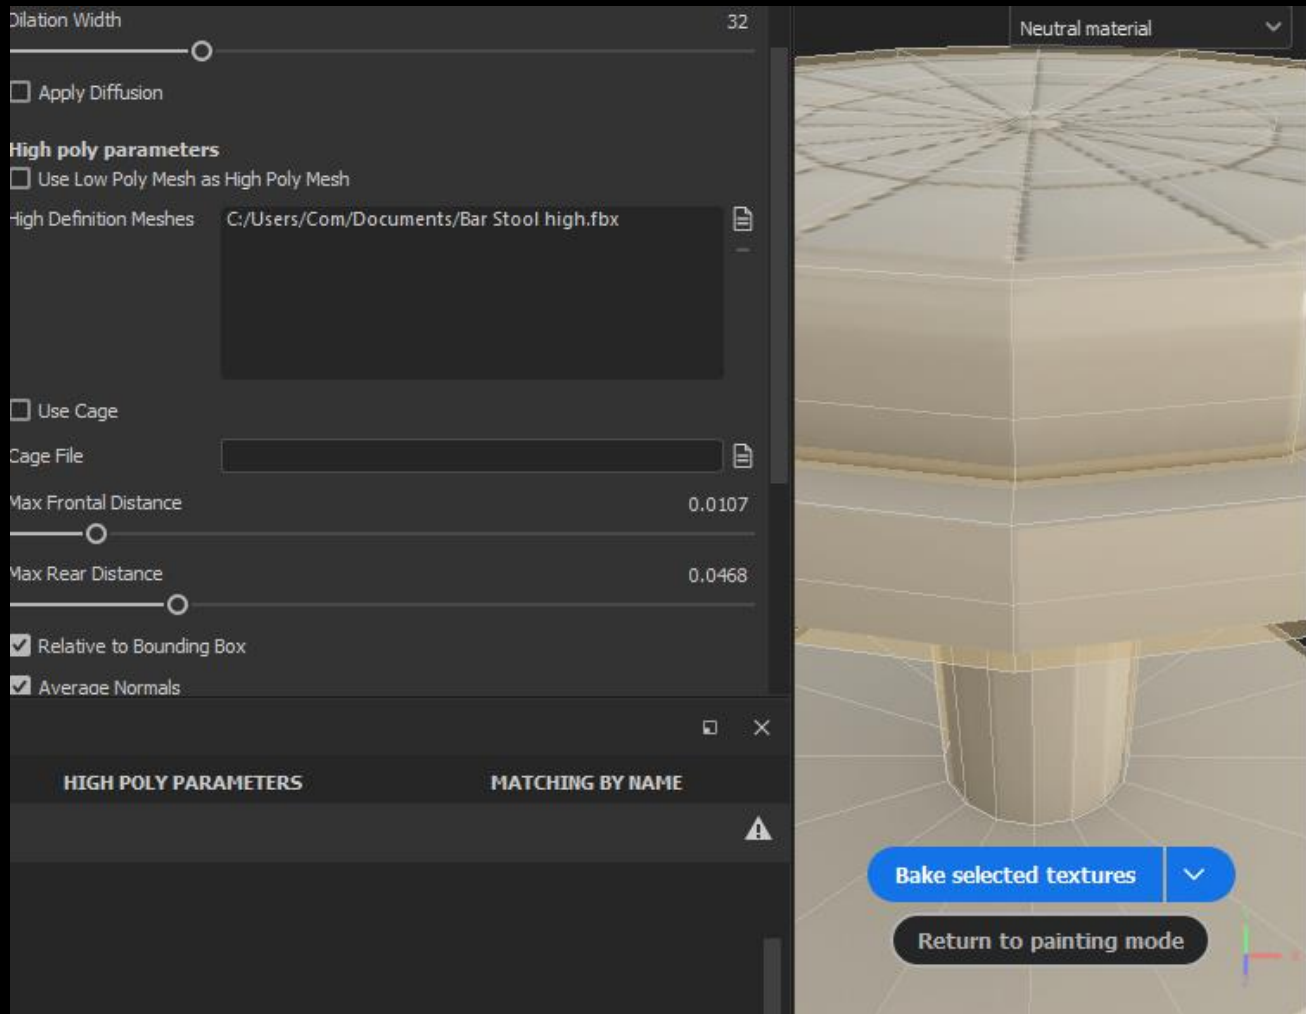 Dilation Width 32
Neutral material
Apply Diffusion
High poly parameters
Use Low Poly Mesh as High Poly Mesh
High Definition Meshes C:/Users/Com/Documents/Bar Stool high.fbx
Use Cage
Cage File
Max Frontal Distance 0.0107
Max Rear Distance 0.0468
Relative to Bounding Box
Average Normals
HIGH POLY PARAMETERS MATCHING BY NAME
Bake selected textures
Return to painting mode